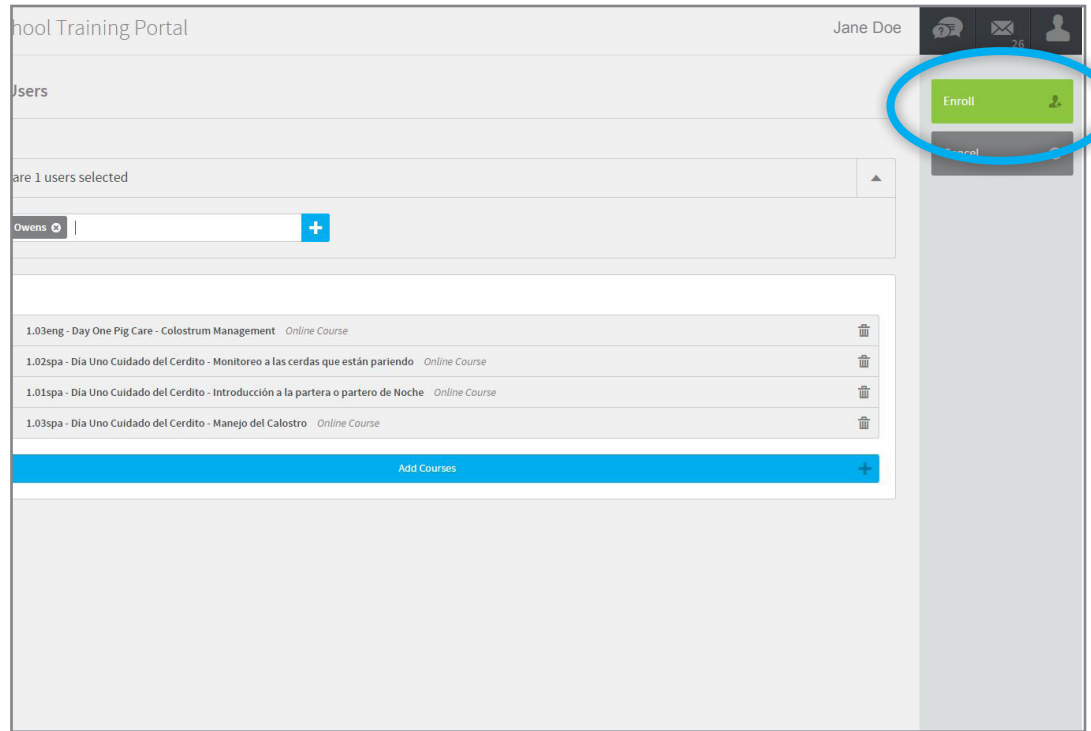 hool Training Portal
Jane Doe
26
Users
Enroll
Cancel
are 1 users selected
Owens
1.03eng - Day One Pig Care - Colostrum Management Online Course
1.02spa - Día Uno Cuidado del Cerdito - Monitoreo a las cerdas que están pariendo Online Course
1.01spa - Día Uno Cuidado del Cerdito - Introducción a la partera o partero de Noche Online Course
1.03spa - Día Uno Cuidado del Cerdito - Manejo del Calostro Online Course
Add Courses